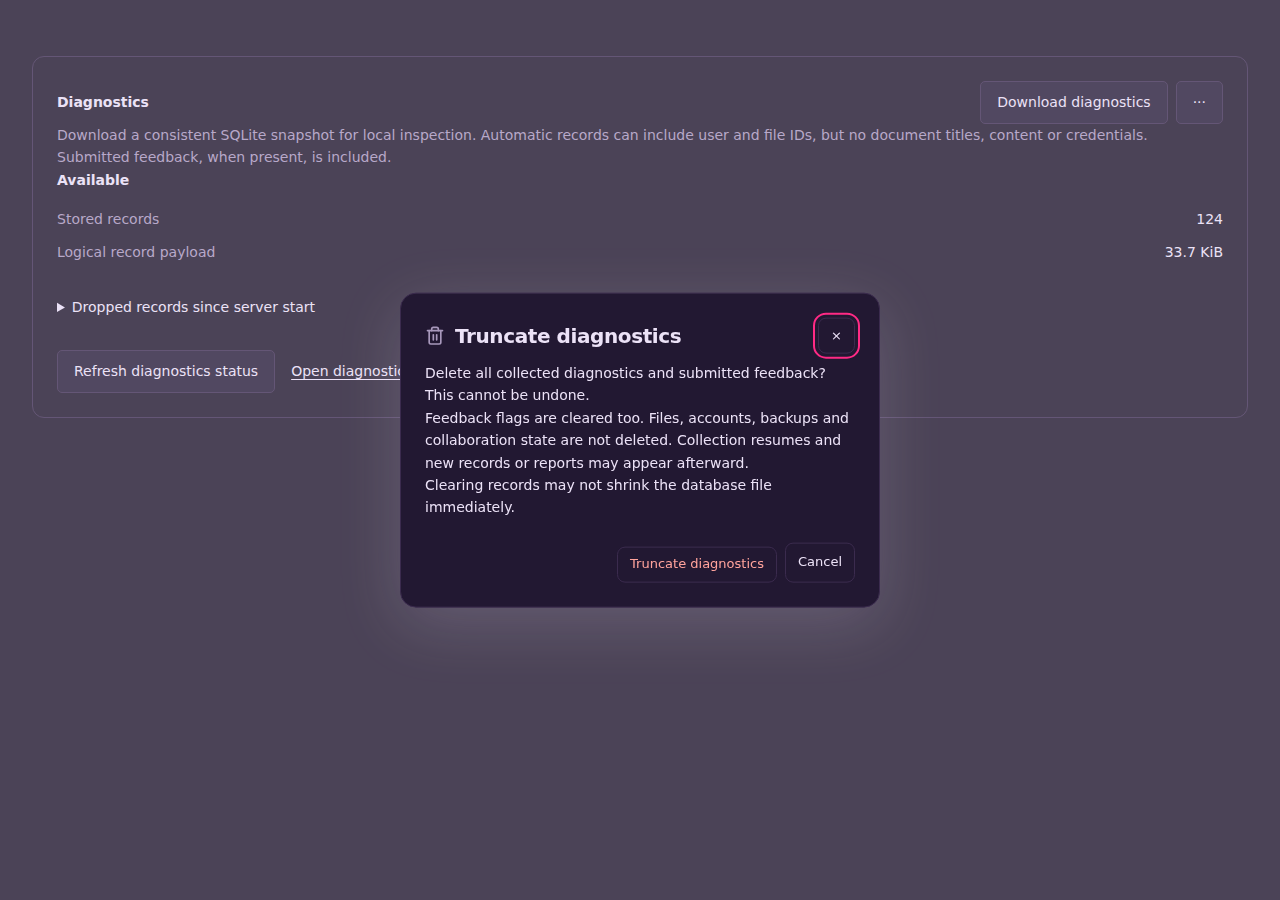 Diagnostics
Download diagnostics
...
Download a consistent SQLite snapshot for local inspection. Automatic records can include user and file IDs, but no document titles, content or credentials.
Submitted feedback, when present, is included.
Available
Stored records 124
Logical record payload 33.7 KiB
Dropped records since server start
Refresh diagnostics status
Open
Truncate diagnostics
×
Delete all collected diagnostics and submitted feedback?
This cannot be undone.
Feedback flags are cleared too. Files, accounts, backups and
collaboration state are not deleted. Collection resumes and
new records or reports may appear afterward.
Clearing records may not shrink the database file
immediately.
Truncate diagnostics
Cancel